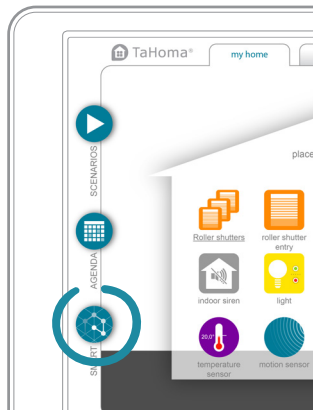 TaHoma®
my home
SCENARIOS
place
Roller shutters
roller shutter
entry
AGENDA
indoor siren
light
20,0°
SMART
temperature
sensor
motion sensor